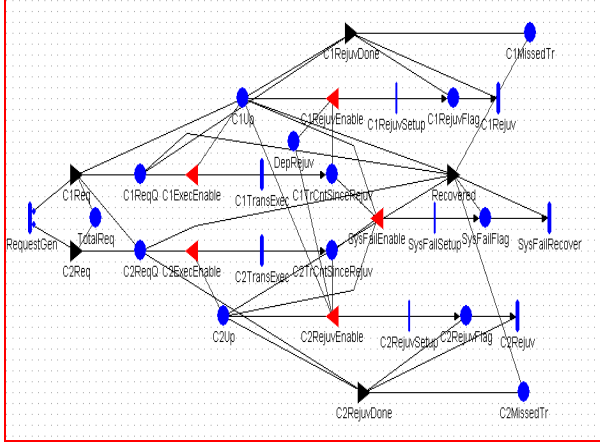 C1RejuvDone
C1MissedTr
C1Up
C1RejuvEnable
C1RejuvSetup
C1RejuvFlag
C1Rejuv
DepRejuv
C1Req
C1ReqQ
C1ExecEnable
C1TransExec
C1TrCntSinceRejuv
Recovered
RequestGen
TotalReq
SysFailEnable
SysFailSetup
SysFailFlag
SysFailRecover
C2Req
C2ReqQ
C2ExecEnable
C2TransExec
C2TrCntSinceRejuv
C2Up
C2RejuvEnable
C2RejuvSetup
C2RejuvFlag
C2Rejuv
C2RejuvDone
C2MissedTr